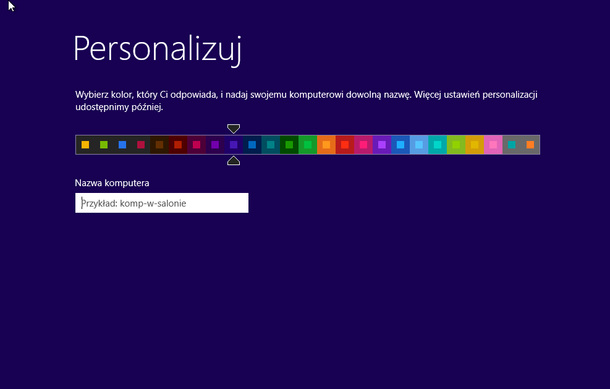 Personalizuj
Wybierz kolor, który Ci odpowiada, i nadaj swojemu komputerowi dowolną nazwę. Więcej ustawień personalizacji
udostępnimy później.
Nazwa komputera
Przykład: komp-w-salonie